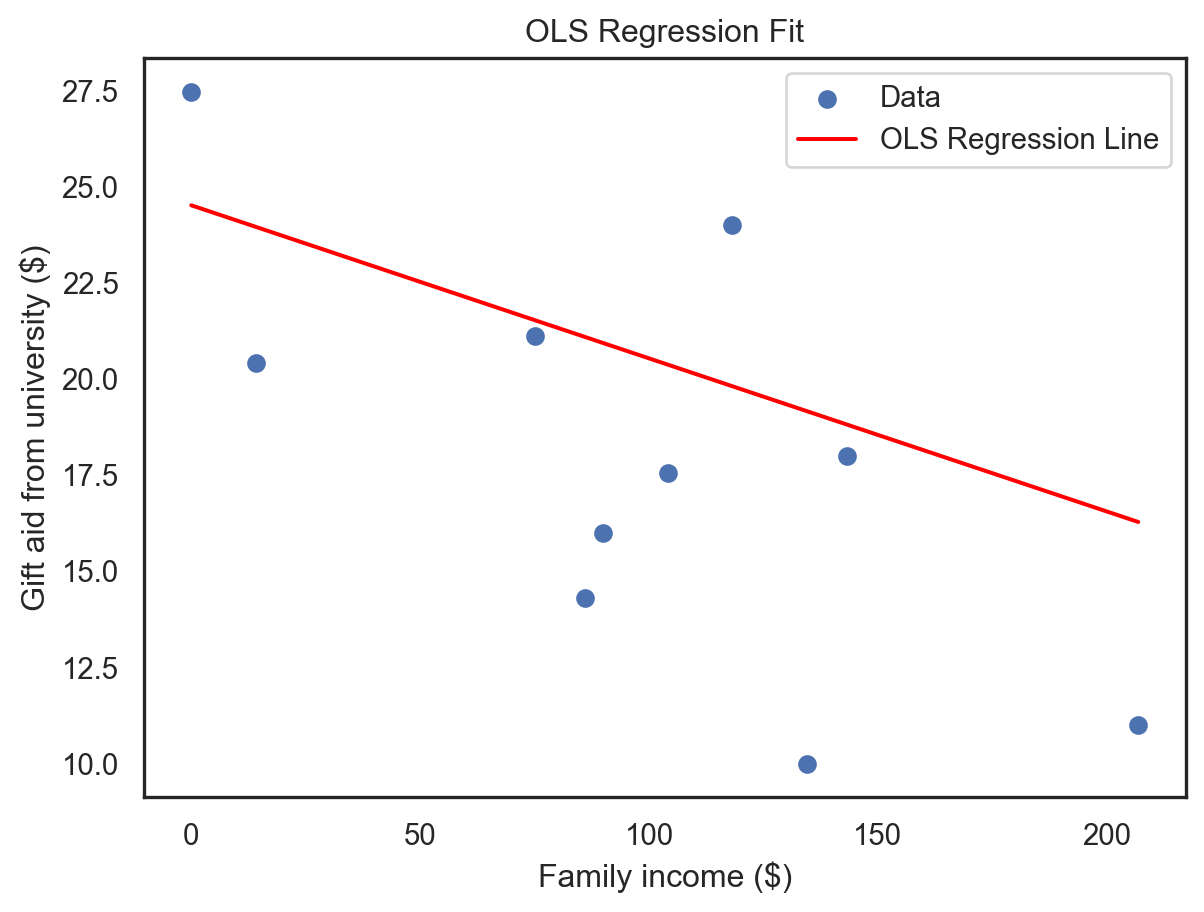 OLS Regression Fit
Data
OLS Regression Line
27.5
25.0
22.5
20.0
17.5
15.0
12.5
10.0
Gift aid from university ($)
0 50 100 150 200
Family income ($)